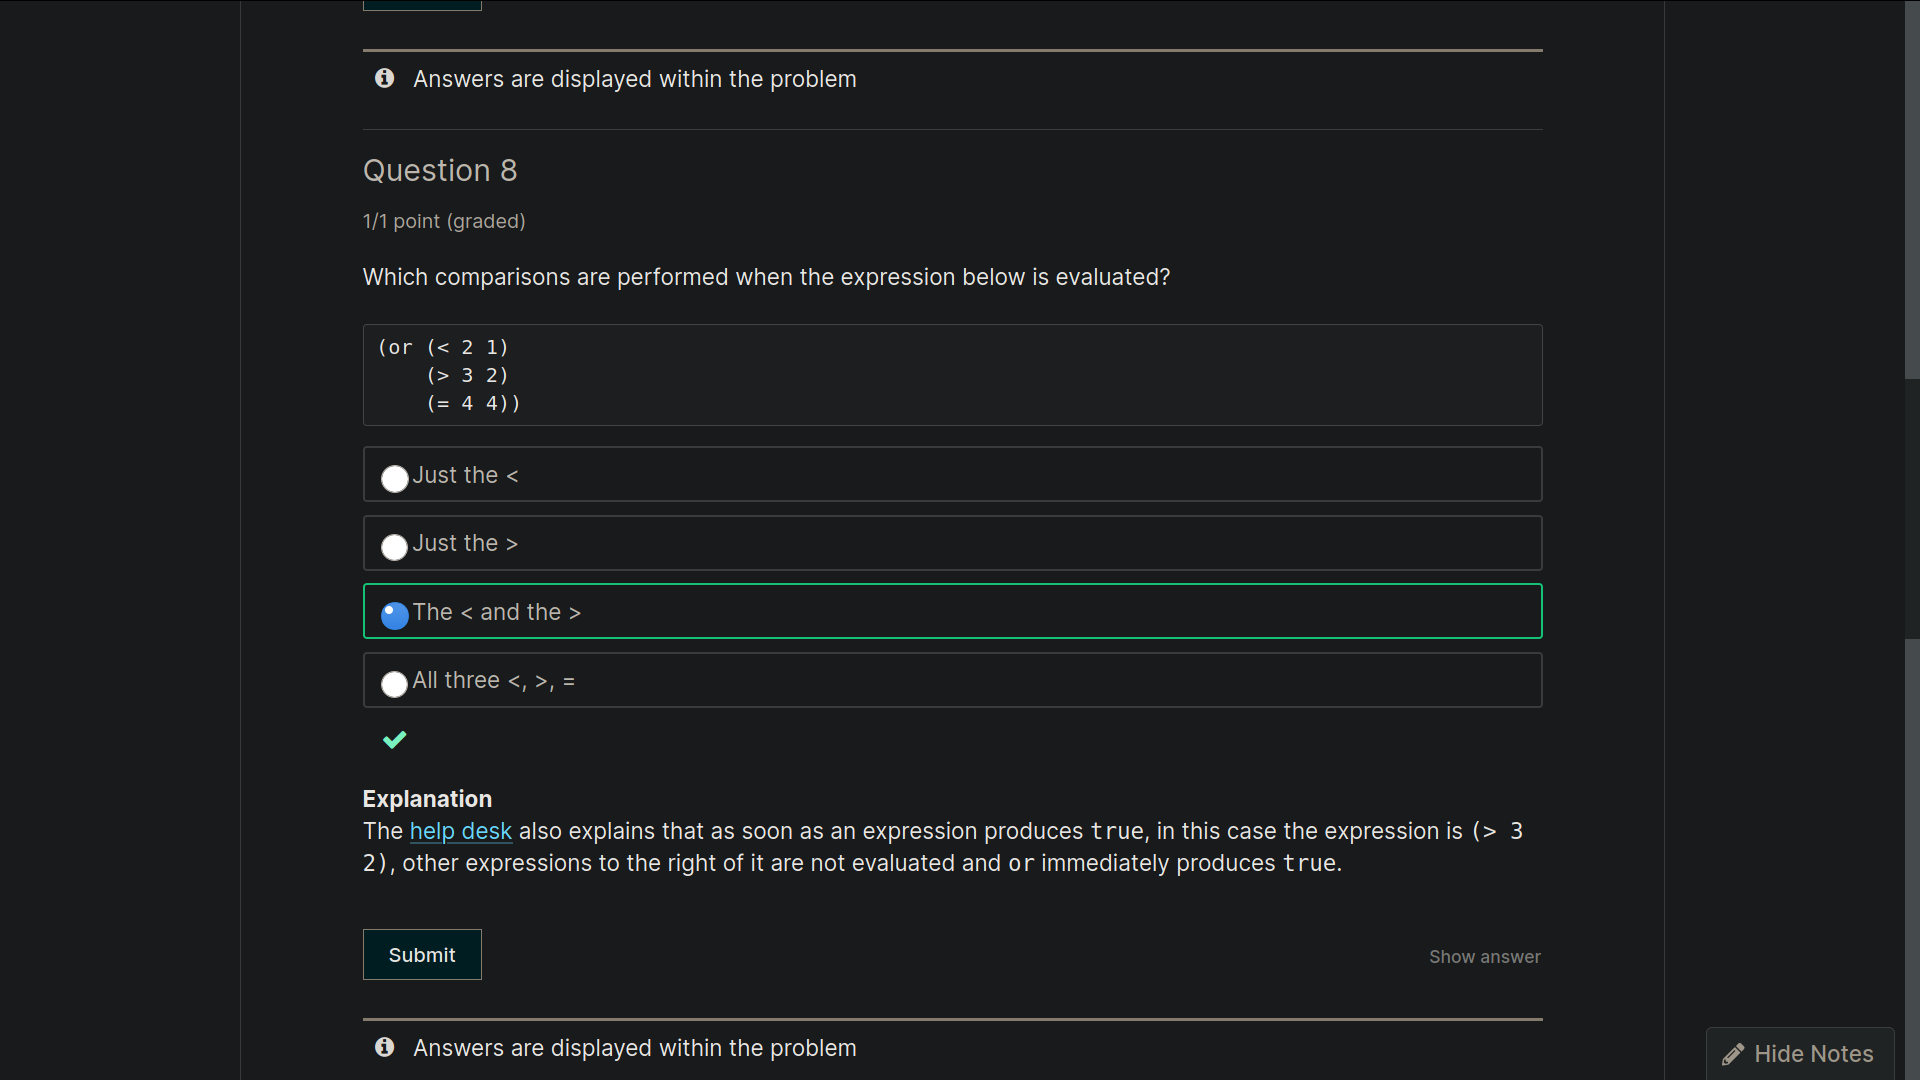 Answers are displayed within the problem
Question 8
1/1 point (graded)
Which comparisons are performed when the expression below is evaluated?
(or (< 2 1)
    (> 3 2)
    (= 4 4))
Just the <
Just the >
The < and the >
All three <, >, =
Explanation
The help desk also explains that as soon as an expression produces true, in this case the expression is (> 3
2), other expressions to the right of it are not evaluated and or immediately produces true.
Submit
Show answer
Answers are displayed within the problem
Hide Notes